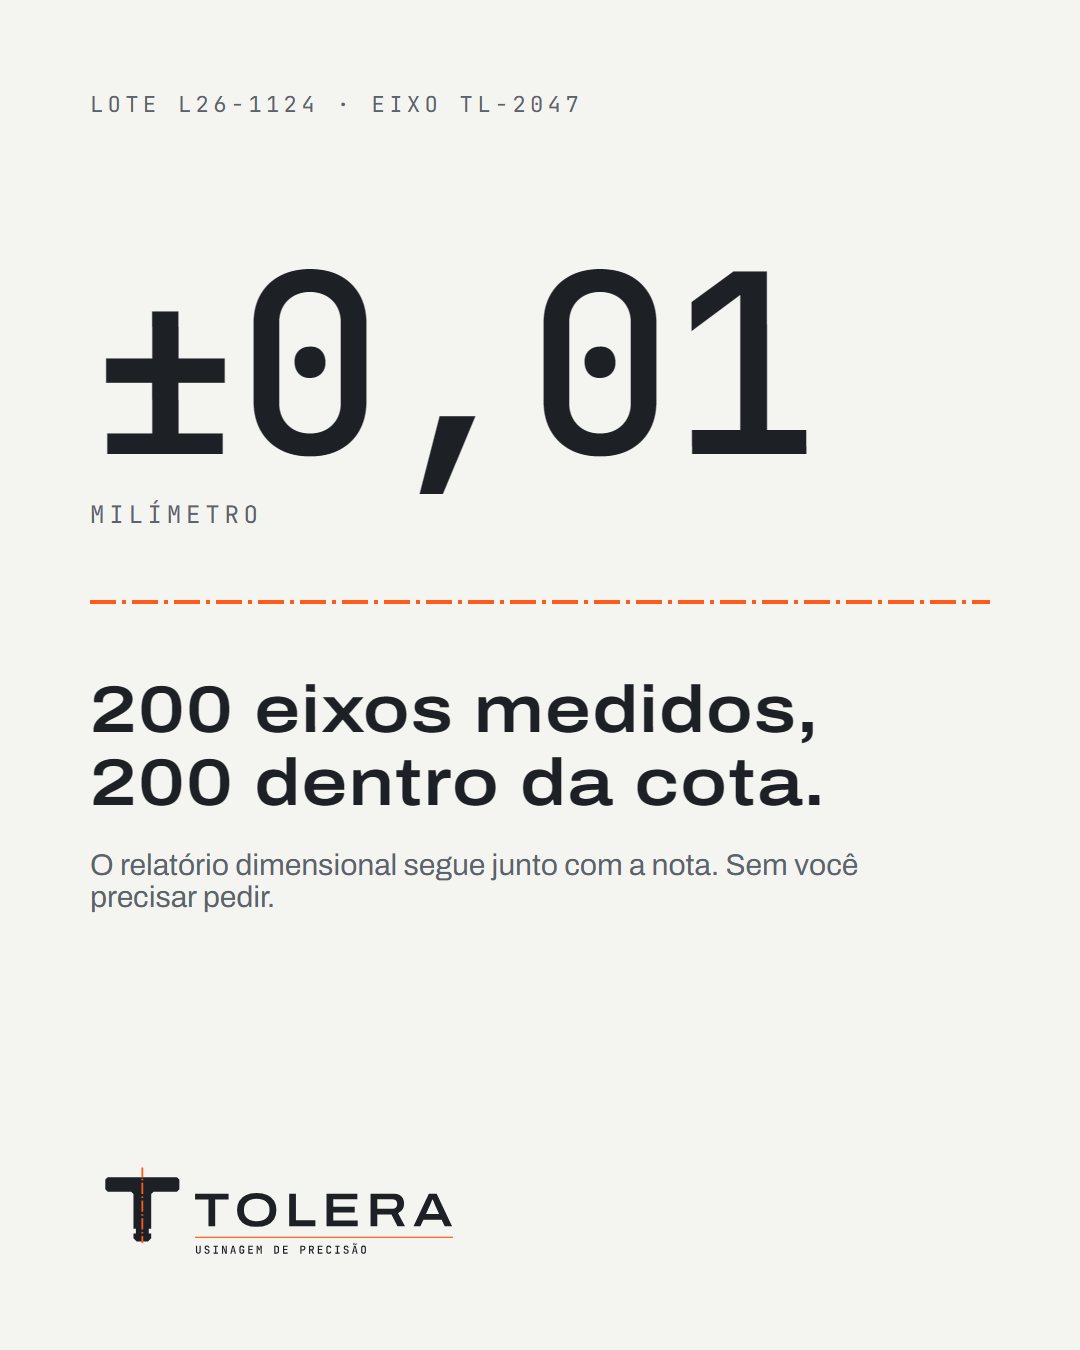 LOTE L26-1124 · EIXO TL-2047
±0,01
MILÍMETRO
200 eixos medidos,
200 dentro da cota.
O relatório dimensional segue junto com a nota. Sem você
precisar pedir.
TOLERA
USINAGEM DE PRECISÃO